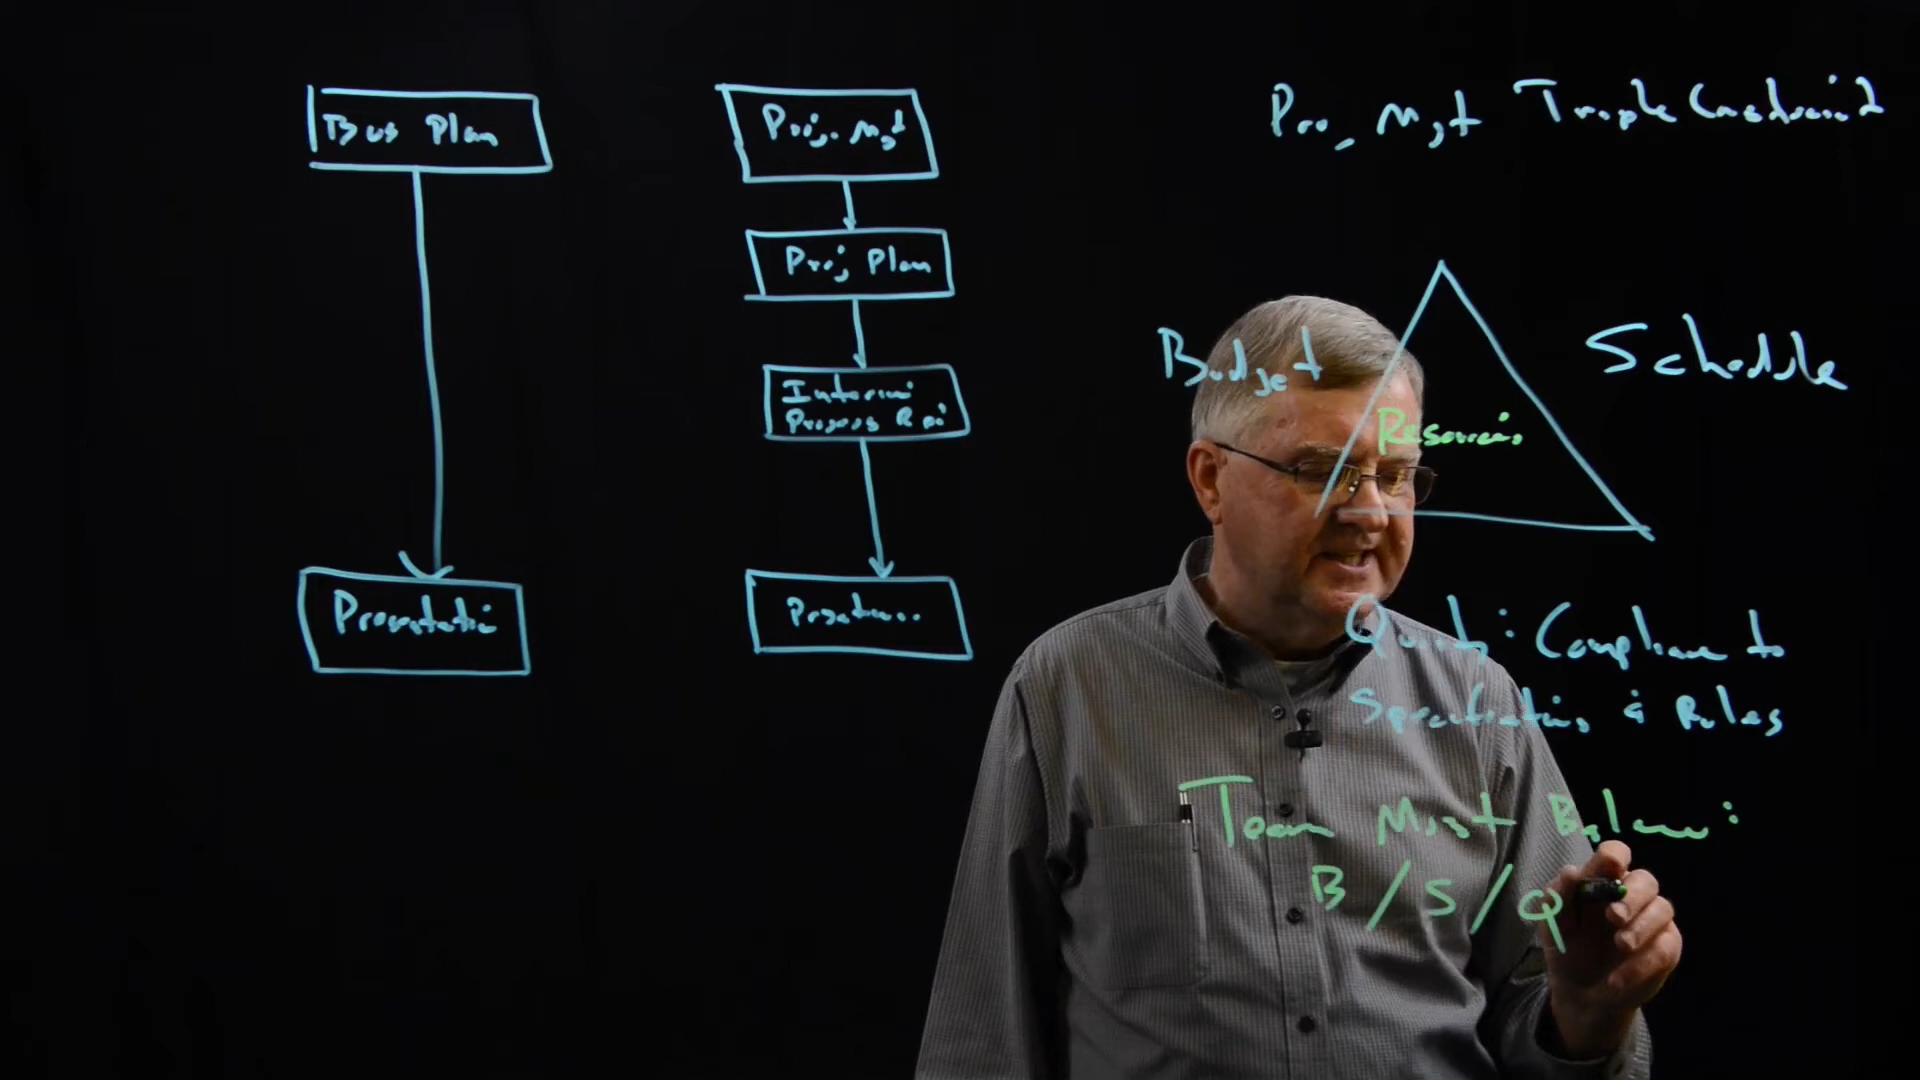 Bus Plan
Presentatio
Proj. Mgt
Proj Plan
Interim
Progress Rpt
Proj Mgt Triple Constraint
Budget
Schedule
Resources
Quality: Compliance to
Specifications & Rules
Team Must Balance:
B / S / Q